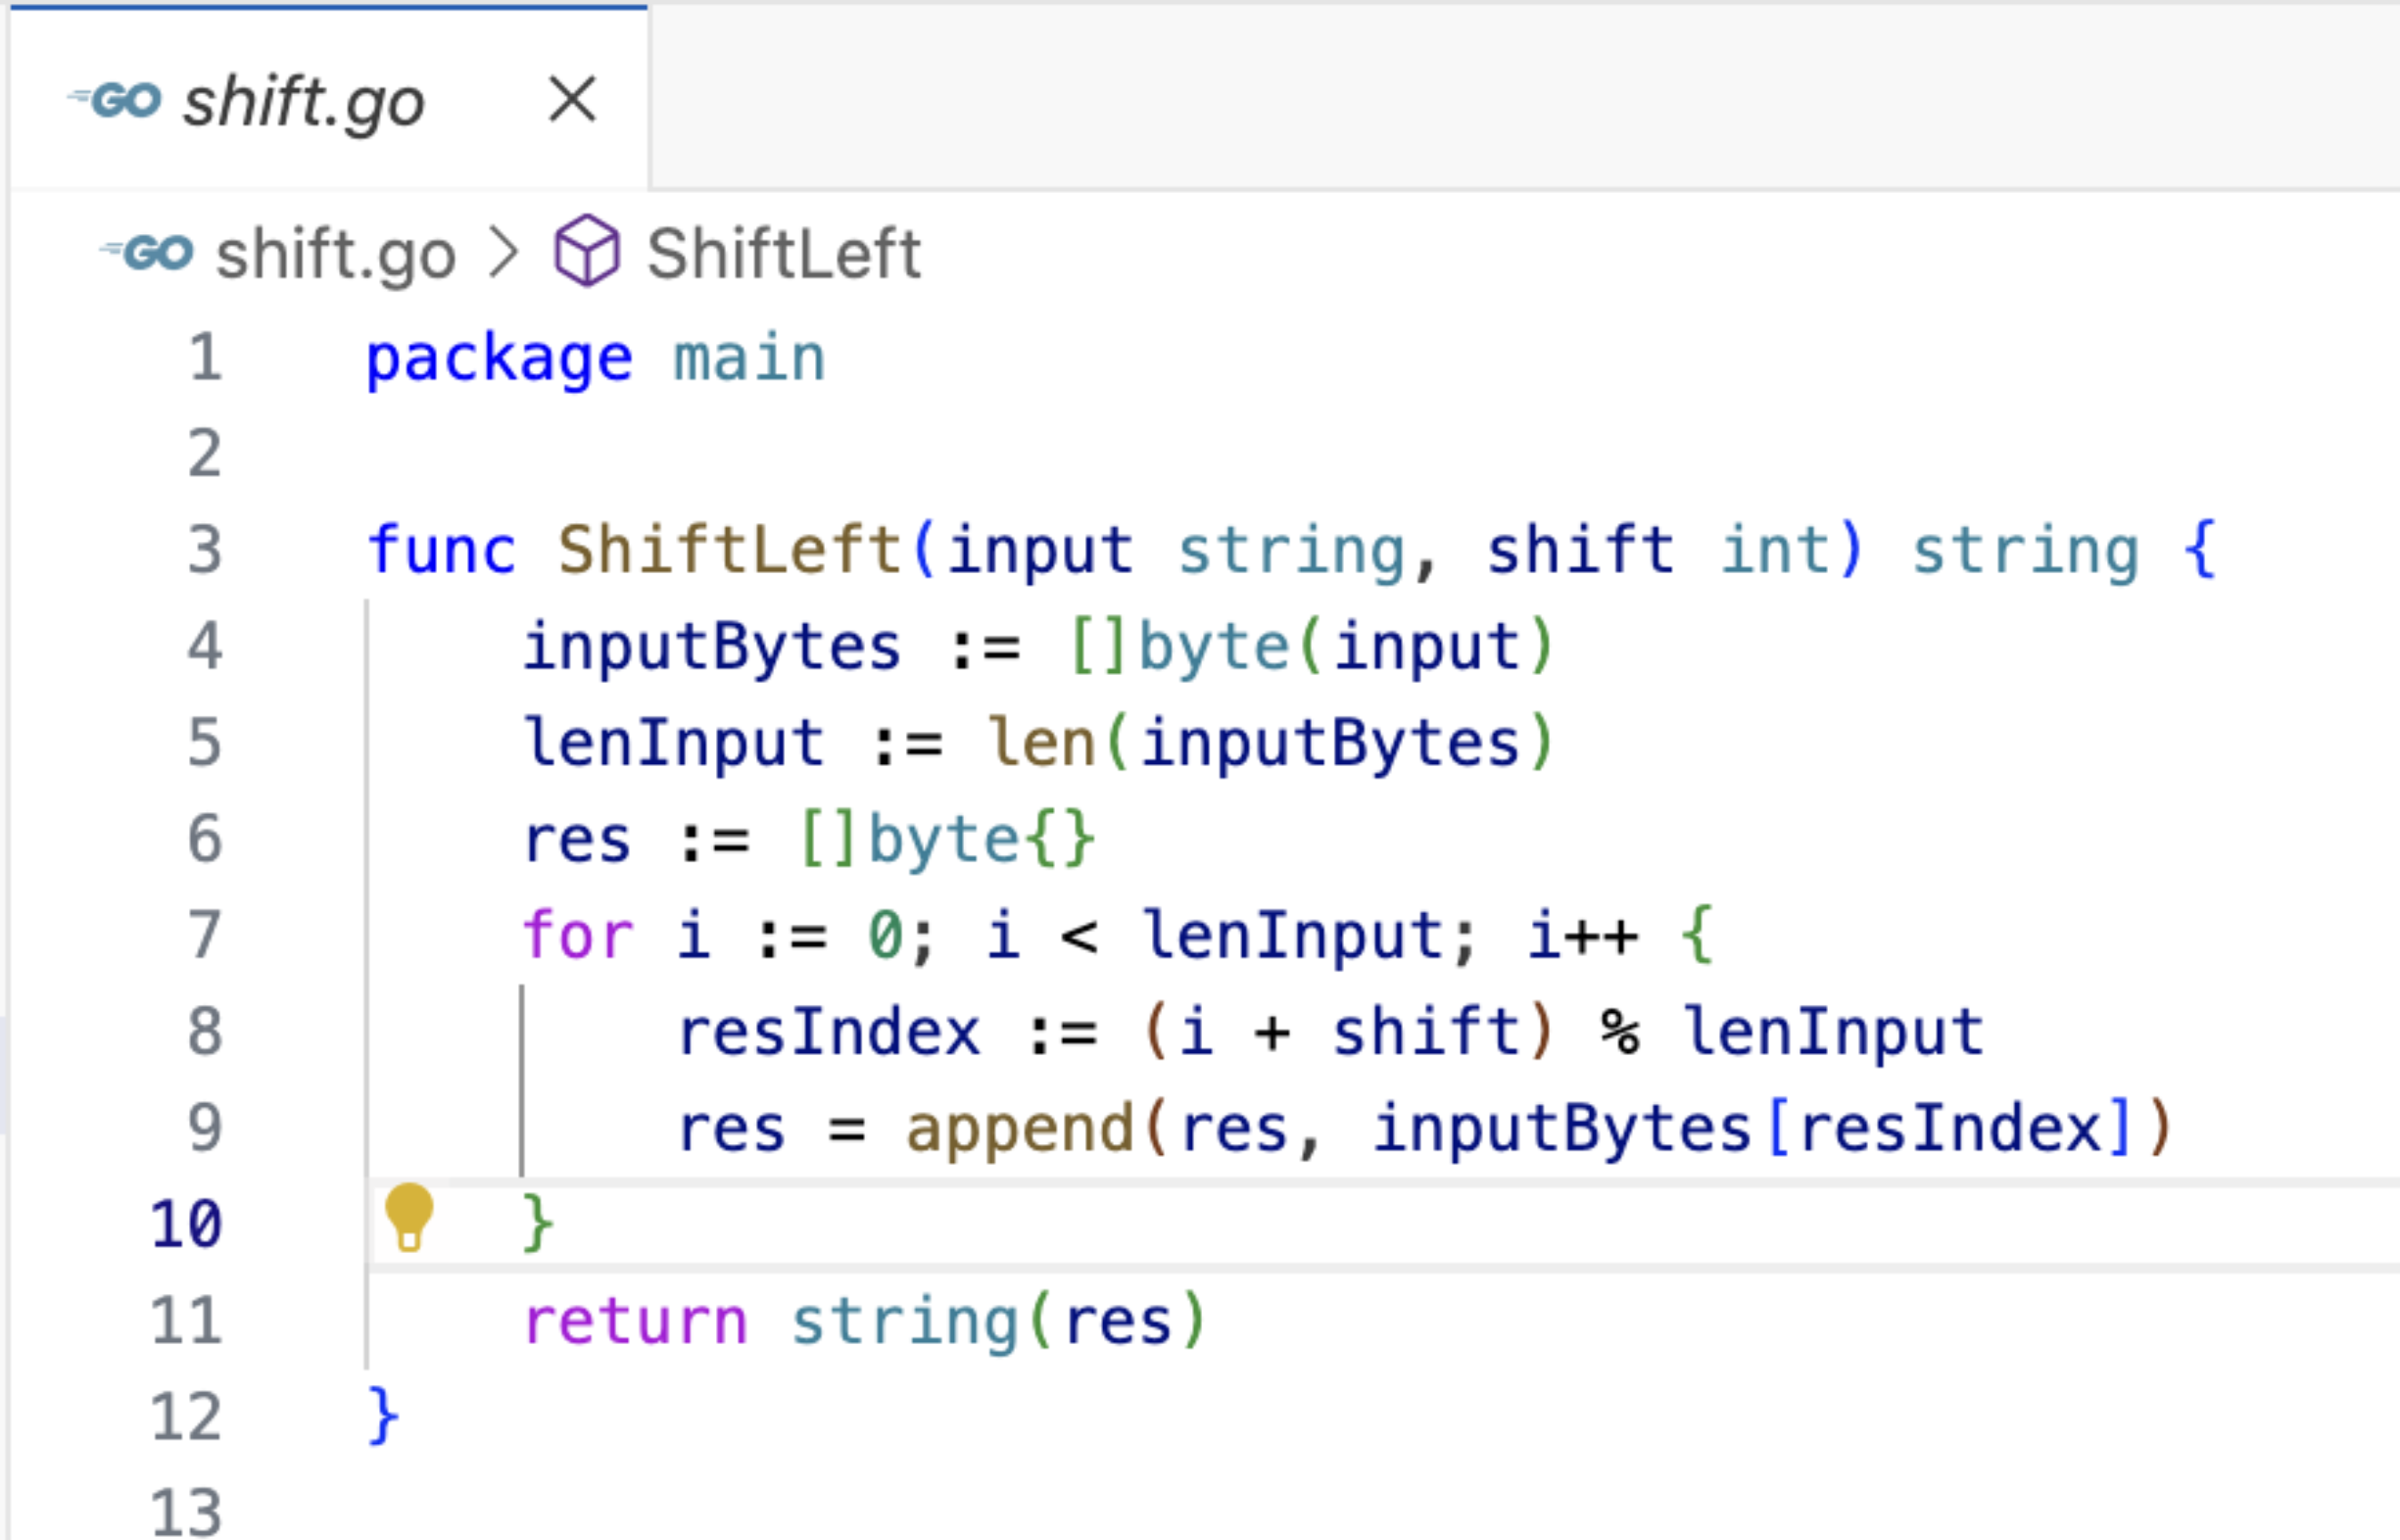 GO shift.go
GO shift.go > ShiftLeft
1 package main
2
3 func ShiftLeft(input string, shift int) string {
4     inputBytes := []byte(input)
5     lenInput := len(inputBytes)
6     res := []byte{}
7     for i := 0; i < lenInput; i++ {
8         resIndex := (i + shift) % lenInput
9         res = append(res, inputBytes[resIndex])
10     }
11     return string(res)
12 }
13